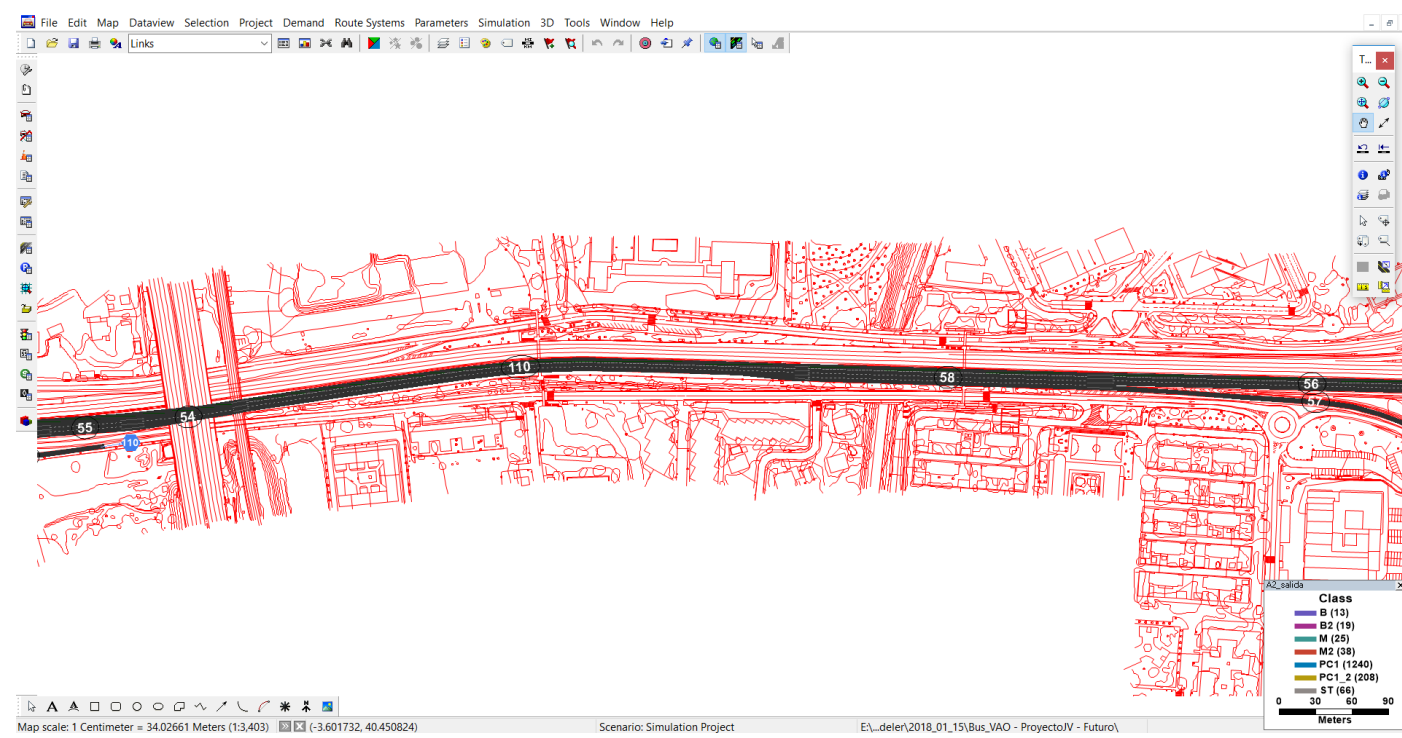 File Edit Map Dataview Selection Project Demand Route Systems Parameters Simulation 3D Tools Window Help
Links
T...
110
58
56
57
54
55
110
A2_salida
Class
B (13)
B2 (19)
M (25)
M2 (38)
PC1 (1240)
PC1_2 (208)
ST (66)
0 30 60 90
Meters
Map scale: 1 Centimeter = 34.02661 Meters (1:3,403) (-3.601732, 40.450824) Scenario: Simulation Project E:\...deler\2018_01_15\Bus_VAO - ProyectoJV - Futuro\